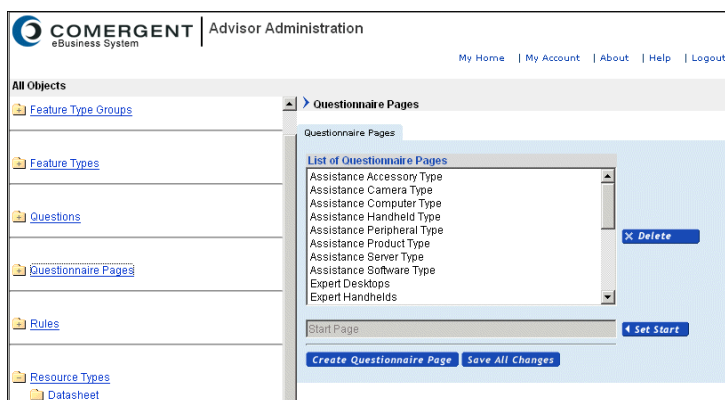 COMERGENT
eBusiness System
Advisor Administration
My Home | My Account | About | Help | Logout
All Objects
Feature Type Groups
Feature Types
Questions
Questionnaire Pages
Rules
Resource Types
Datasheet
Questionnaire Pages
Questionnaire Pages
List of Questionnaire Pages
Assistance Accessory Type
Assistance Camera Type
Assistance Computer Type
Assistance Handheld Type
Assistance Peripheral Type
Assistance Product Type
Assistance Server Type
Assistance Software Type
Expert Desktops
Expert Handhelds
Delete
Start Page
Set Start
Create Questionnaire Page
Save All Changes